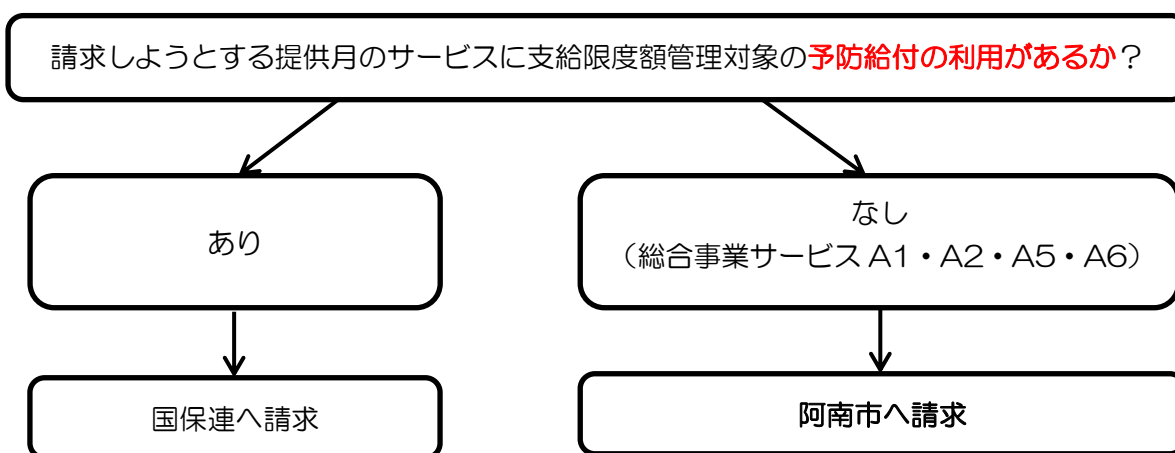 請求しようとする提供月のサービスに支給限度額管理対象の予防給付の利用があるか？
あり
なし
（総合事業サービス A1・A2・A5・A6）
国保連へ請求
阿南市へ請求